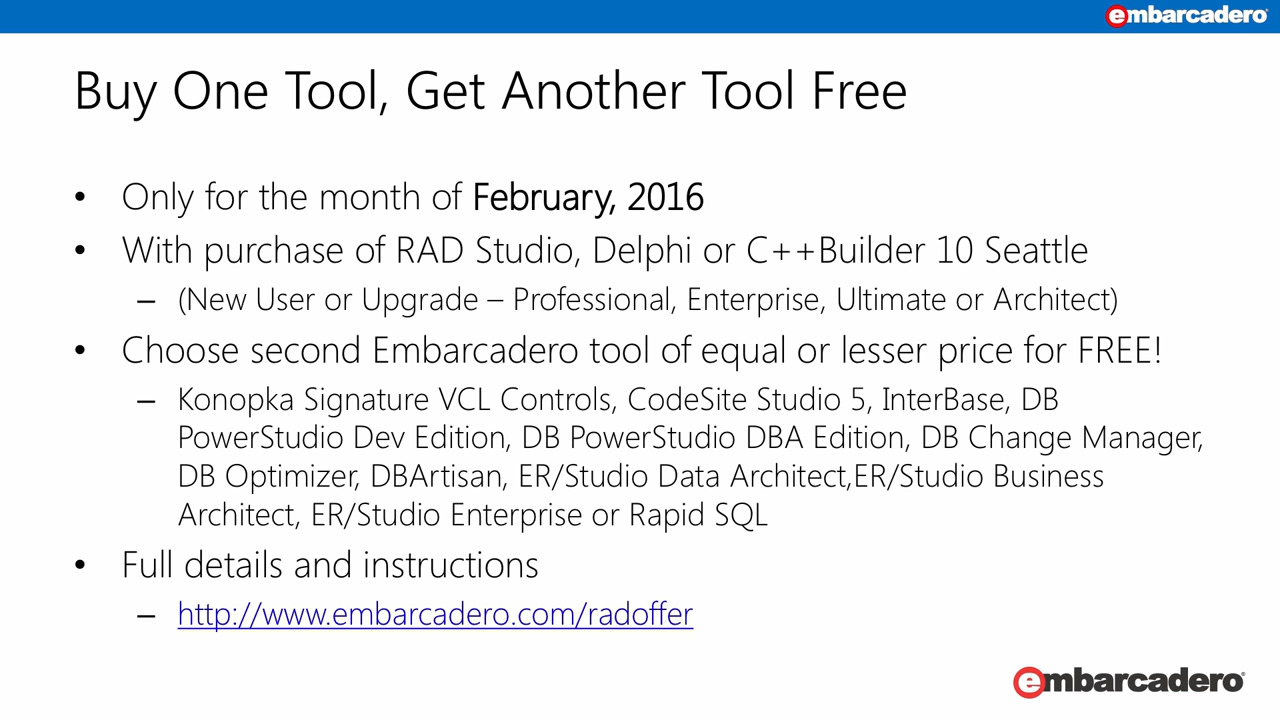 embarcadero
Buy One Tool, Get Another Tool Free
• Only for the month of February, 2016
• With purchase of RAD Studio, Delphi or C++Builder 10 Seattle
– (New User or Upgrade – Professional, Enterprise, Ultimate or Architect)
• Choose second Embarcadero tool of equal or lesser price for FREE!
– Konopka Signature VCL Controls, CodeSite Studio 5, InterBase, DB
PowerStudio Dev Edition, DB PowerStudio DBA Edition, DB Change Manager,
DB Optimizer, DBArtisan, ER/Studio Data Architect,ER/Studio Business
Architect, ER/Studio Enterprise or Rapid SQL
• Full details and instructions
– http://www.embarcadero.com/radoffer
embarcadero